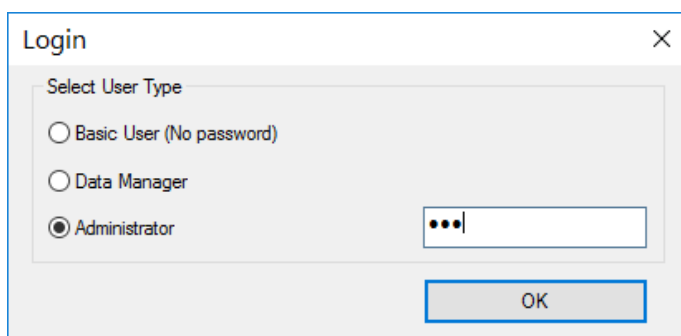 Login
Select User Type
Basic User (No password)
Data Manager
Administrator
●●●
OK